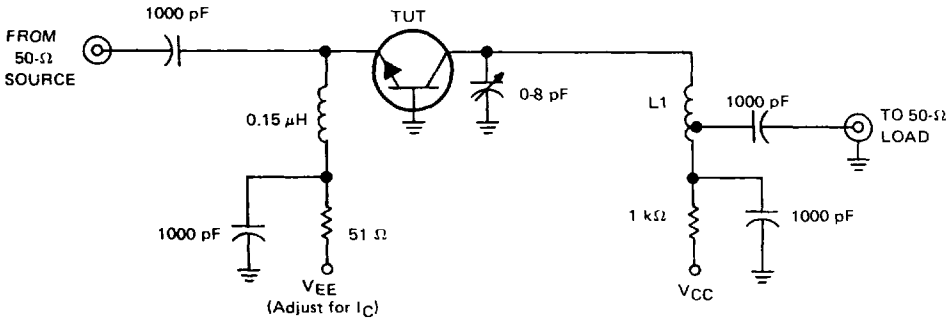 1000 pF
TUT
FROM
50-Ω
SOURCE
0-8 pF
L1
1000 pF
TO 50-Ω
LOAD
0.15 μH
1000 pF
51 Ω
1 kΩ
1000 pF
VEE
(Adjust for IC)
VCC